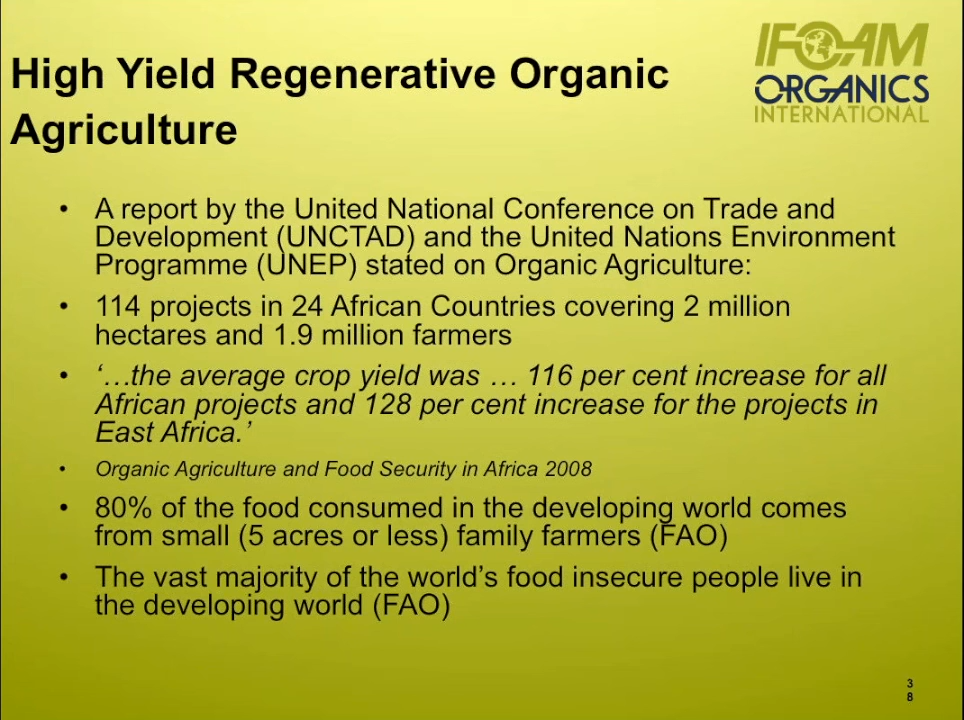 High Yield Regenerative Organic
Agriculture
IFOAM
ORGANICS
INTERNATIONAL
• A report by the United National Conference on Trade and
Development (UNCTAD) and the United Nations Environment
Programme (UNEP) stated on Organic Agriculture:
• 114 projects in 24 African Countries covering 2 million
hectares and 1.9 million farmers
• ‘…the average crop yield was … 116 per cent increase for all
African projects and 128 per cent increase for the projects in
East Africa.’
• Organic Agriculture and Food Security in Africa 2008
• 80% of the food consumed in the developing world comes
from small (5 acres or less) family farmers (FAO)
• The vast majority of the world’s food insecure people live in
the developing world (FAO)
3
8